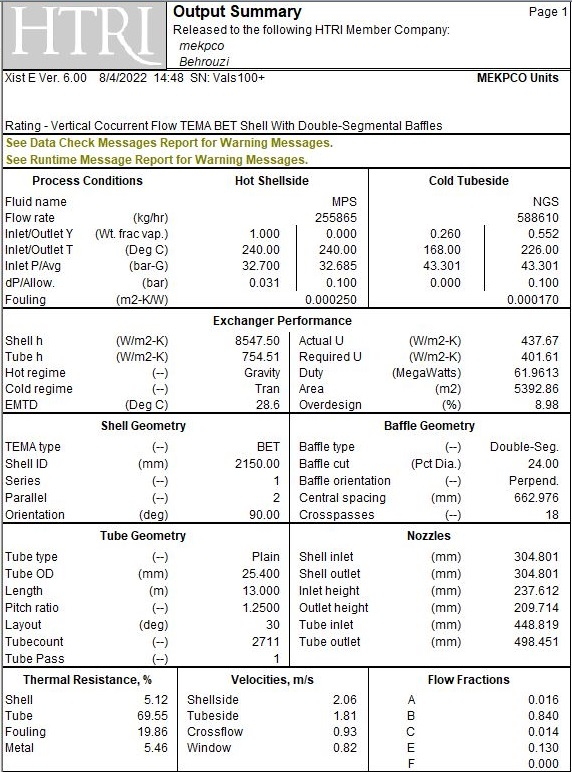 HTRI
Output Summary Page 1
Released to the following HTRI Member Company:
mekpco
Behrouzi
Xist E Ver. 6.00 8/4/2022 14:48 SN: Vals100+ MEKPCO Units
Rating - Vertical Cocurrent Flow TEMA BET Shell With Double-Segmental Baffles
See Data Check Messages Report for Warning Messages.
See Runtime Message Report for Warning Messages.
Process Conditions Hot Shellside Cold Tubeside
Fluid name MPS NGS
Flow rate (kg/hr) 255865 588610
Inlet/Outlet Y (Wt. frac vap.) 1.000 0.000 0.260 0.552
Inlet/Outlet T (Deg C) 240.00 240.00 168.00 226.00
Inlet P/Avg (bar-G) 32.700 32.685 43.301 43.301
dP/Allow. (bar) 0.031 0.100 0.000 0.100
Fouling (m2-K/W) 0.000250 0.000170
Exchanger Performance
Shell h (W/m2-K) 8547.50 Actual U (W/m2-K) 437.67
Tube h (W/m2-K) 754.51 Required U (W/m2-K) 401.61
Hot regime (--) Gravity Duty (MegaWatts) 61.9613
Cold regime (--) Tran Area (m2) 5392.86
EMTD (Deg C) 28.6 Overdesign (%) 8.98
Shell Geometry Baffle Geometry
TEMA type (--) BET Baffle type (--) Double-Seg.
Shell ID (mm) 2150.00 Baffle cut (Pct Dia.) 24.00
Series (--) 1 Baffle orientation (--) Perpend.
Parallel (--) 2 Central spacing (mm) 662.976
Orientation (deg) 90.00 Crosspasses (--) 18
Tube Geometry Nozzles
Tube type (--) Plain Shell inlet (mm) 304.801
Tube OD (mm) 25.400 Shell outlet (mm) 304.801
Length (m) 13.000 Inlet height (mm) 237.612
Pitch ratio (--) 1.2500 Outlet height (mm) 209.714
Layout (deg) 30 Tube inlet (mm) 448.819
Tubecount (--) 2711 Tube outlet (mm) 498.451
Tube Pass (--) 1
Thermal Resistance, % Velocities, m/s Flow Fractions
Shell 5.12 Shellside 2.06 A 0.016
Tube 69.55 Tubeside 1.81 B 0.840
Fouling 19.86 Crossflow 0.93 C 0.014
Metal 5.46 Window 0.82 E 0.130
F 0.000